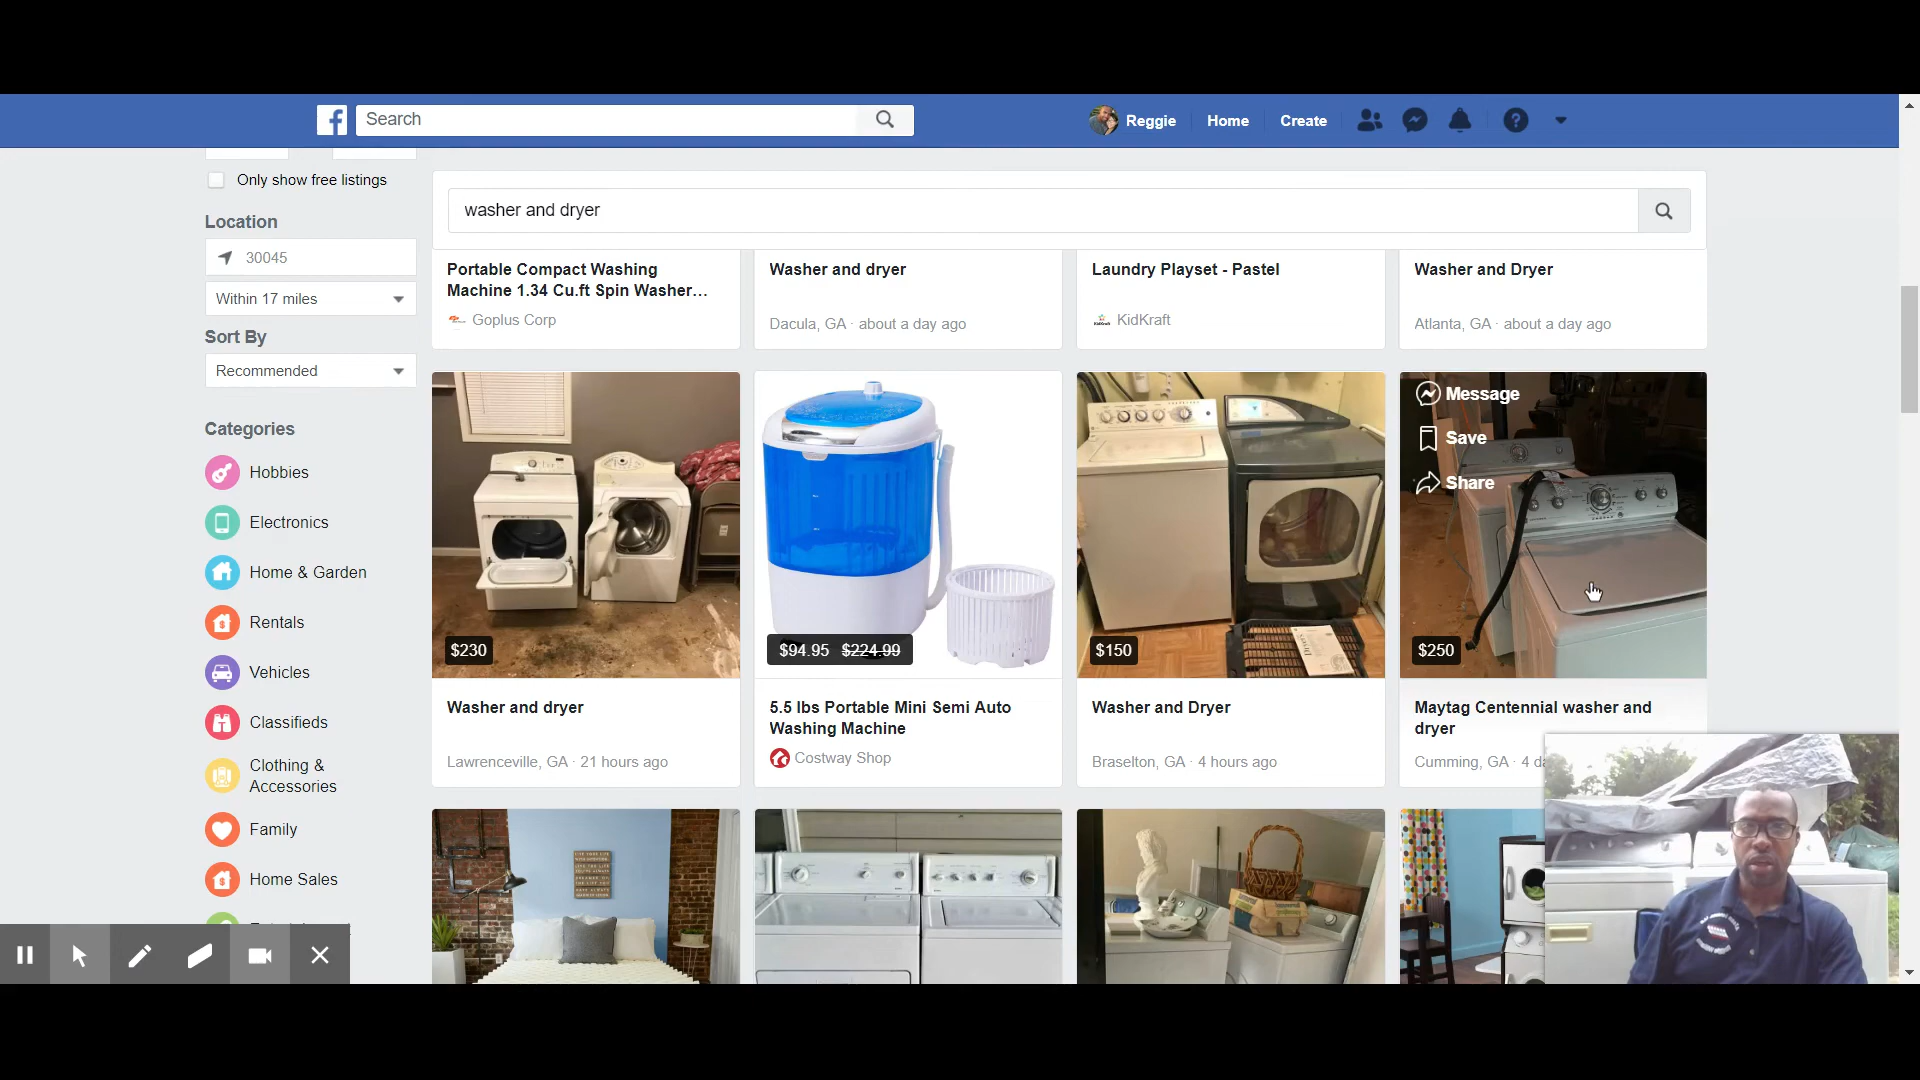 Search
Reggie
Home
Create
Only show free listings
washer and dryer
Location
30045
Within 17 miles
Sort By
Recommended
Categories
Hobbies
Electronics
Home & Garden
Rentals
Vehicles
Classifieds
Clothing &
Accessories
Family
Home Sales
Portable Compact Washing
Machine 1.34 Cu.ft Spin Washer…
Goplus Corp
Washer and dryer
Dacula, GA · about a day ago
Laundry Playset - Pastel
KidKraft
Washer and Dryer
Atlanta, GA · about a day ago
$230
$94.95 $224.99
$150
Message
Save
Share
$250
Washer and dryer
Lawrenceville, GA · 21 hours ago
5.5 lbs Portable Mini Semi Auto
Washing Machine
Costway Shop
Washer and Dryer
Braselton, GA · 4 hours ago
Maytag Centennial washer and
dryer
Cumming, GA · 4